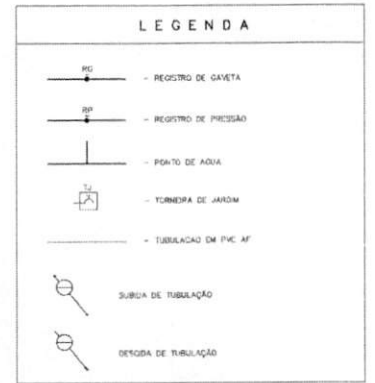 LEGENDA
RG
- REGISTRO DE GAVETA
RP
- REGISTRO DE PRESSÃO
- PONTO DE AGUA
TJ
- TORNEIRA DE JARDIM
- TUBULACAO EM PVC AF
SUBIDA DE TUBULAÇÃO
DESCIDA DE TUBULAÇÃO